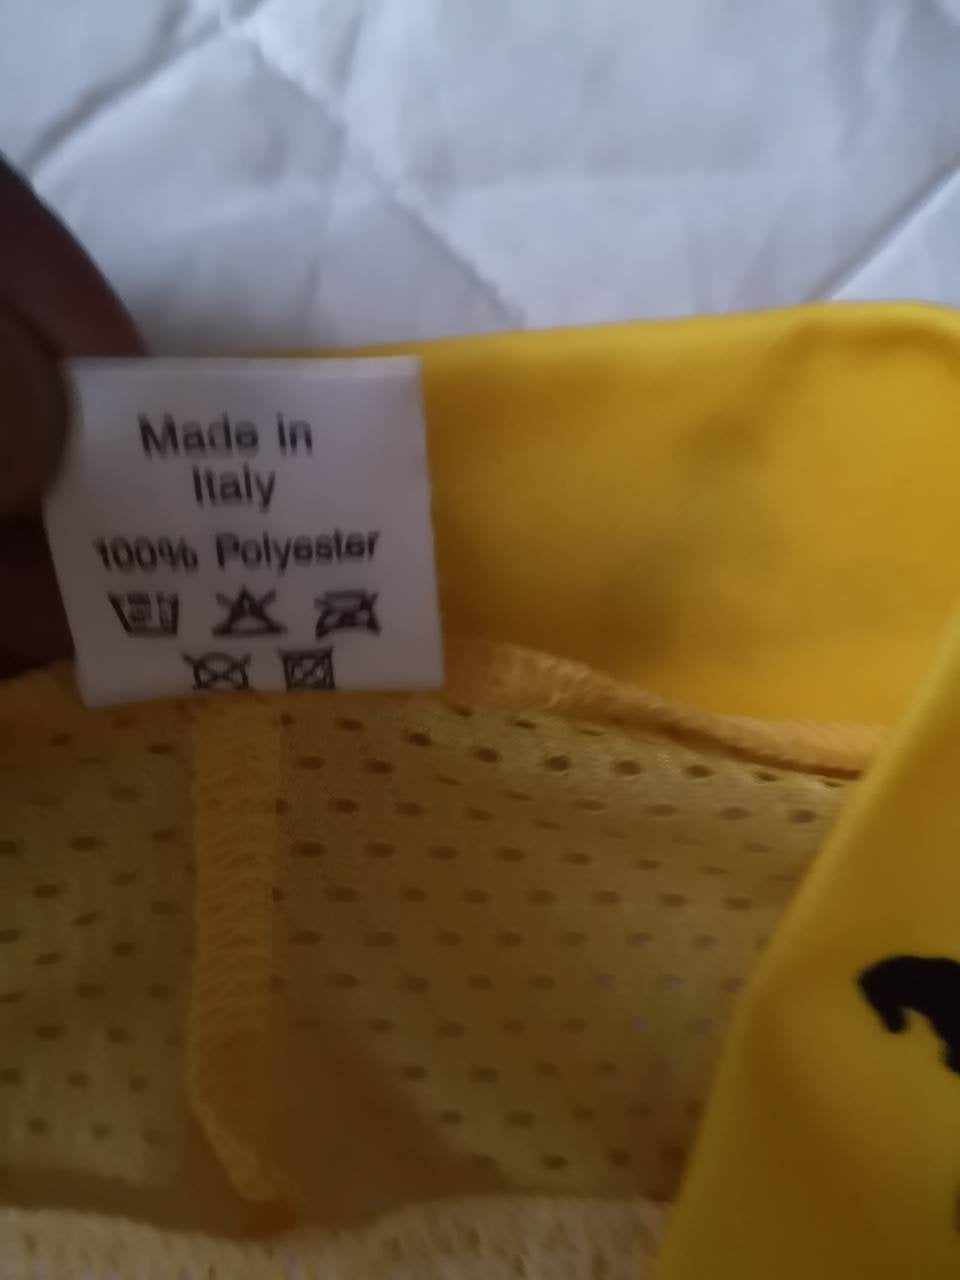 Made in
Italy
100% Polyester